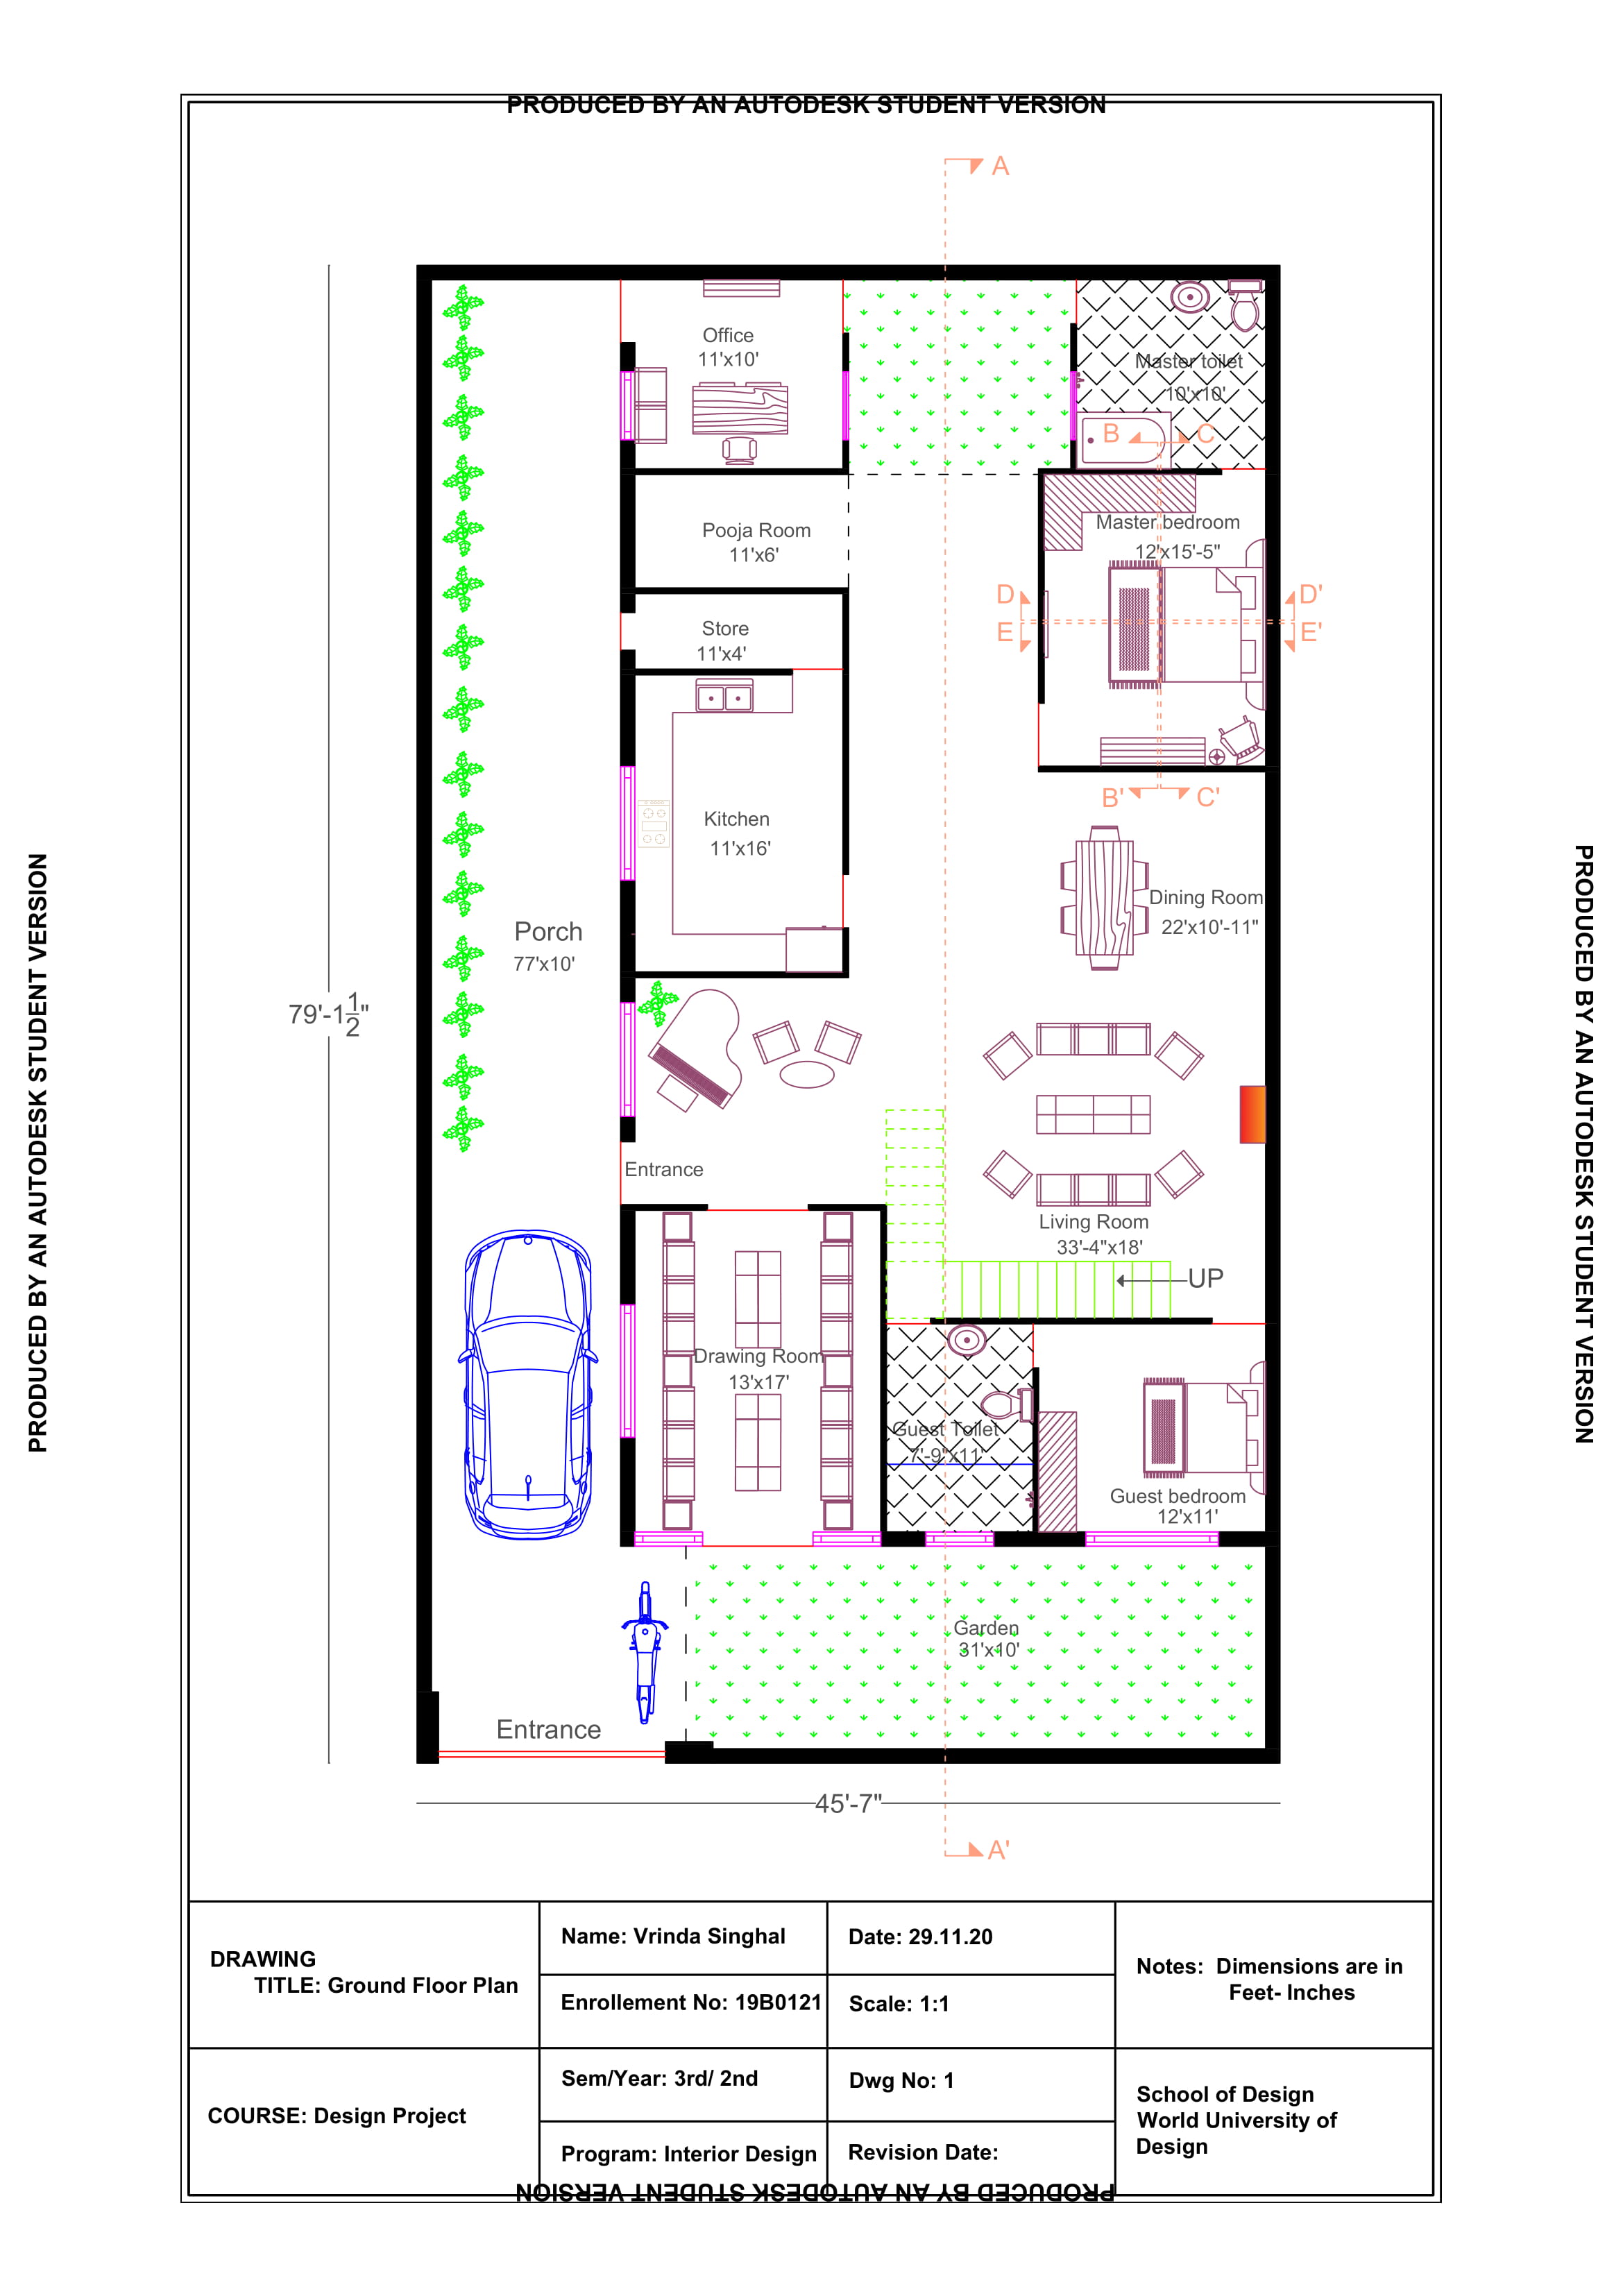 PRODUCED BY AN AUTODESK STUDENT VERSION
A
Office
11'x10'
Master toilet
10'x10'
B
C
Pooja Room
11'x6'
Master bedroom
12'x15'-5"
D
D'
E
E'
Store
11'x4'
B'
C'
Kitchen
11'x16'
Dining Room
22'x10'-11"
Porch
77'x10'
79'-1 1/2"
Entrance
Living Room
33'-4"x18'
UP
Drawing Room
13'x17'
Guest Toilet
7'-9"x11'
Guest bedroom
12'x11'
Garden
31'x10'
Entrance
45'-7"
A'
PRODUCED BY AN AUTODESK STUDENT VERSION
PRODUCED BY AN AUTODESK STUDENT VERSION
DRAWING
TITLE: Ground Floor Plan
Name: Vrinda Singhal
Date: 29.11.20
Notes: Dimensions are in
Feet- Inches
Enrollement No: 19B0121
Scale: 1:1
COURSE: Design Project
Sem/Year: 3rd/ 2nd
Dwg No: 1
School of Design
World University of
Design
Program: Interior Design
Revision Date:
PRODUCED BY AN AUTODESK STUDENT VERSION